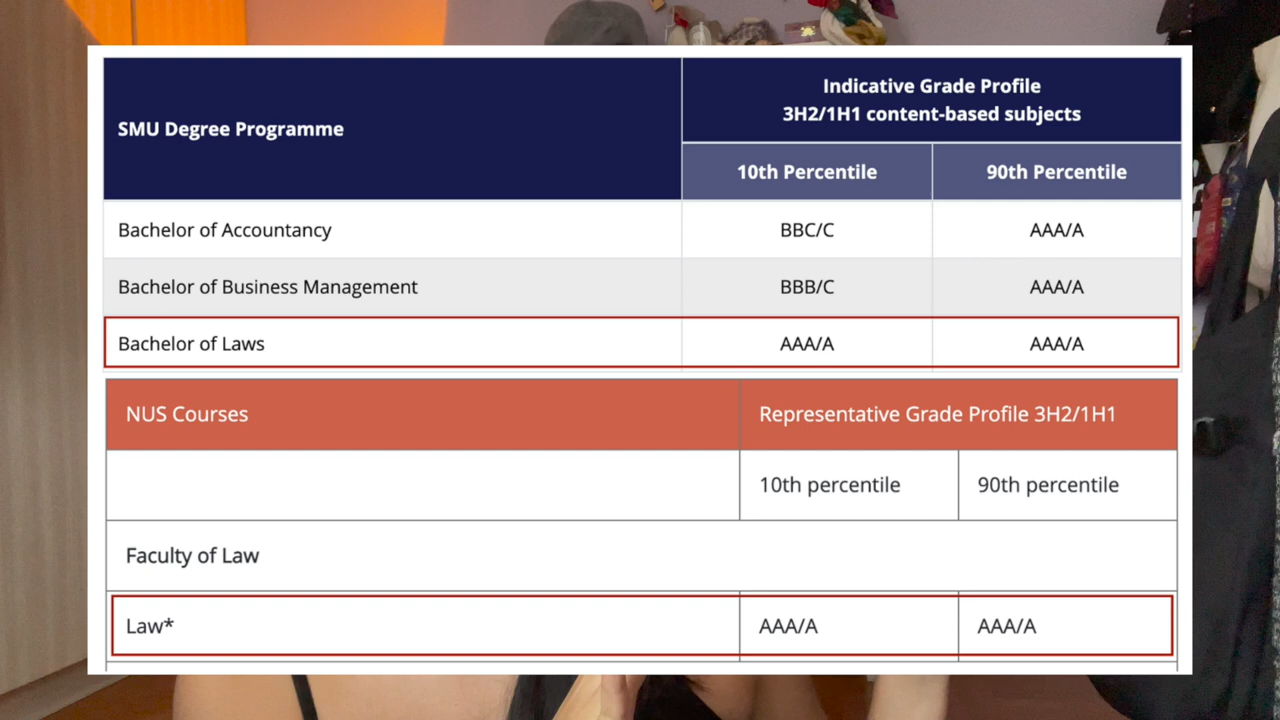 SMU Degree Programme
Indicative Grade Profile
3H2/1H1 content-based subjects
10th Percentile
90th Percentile
Bachelor of Accountancy
BBC/C
AAA/A
Bachelor of Business Management
BBB/C
AAA/A
Bachelor of Laws
AAA/A
AAA/A
NUS Courses
Representative Grade Profile 3H2/1H1
10th percentile
90th percentile
Faculty of Law
Law*
AAA/A
AAA/A